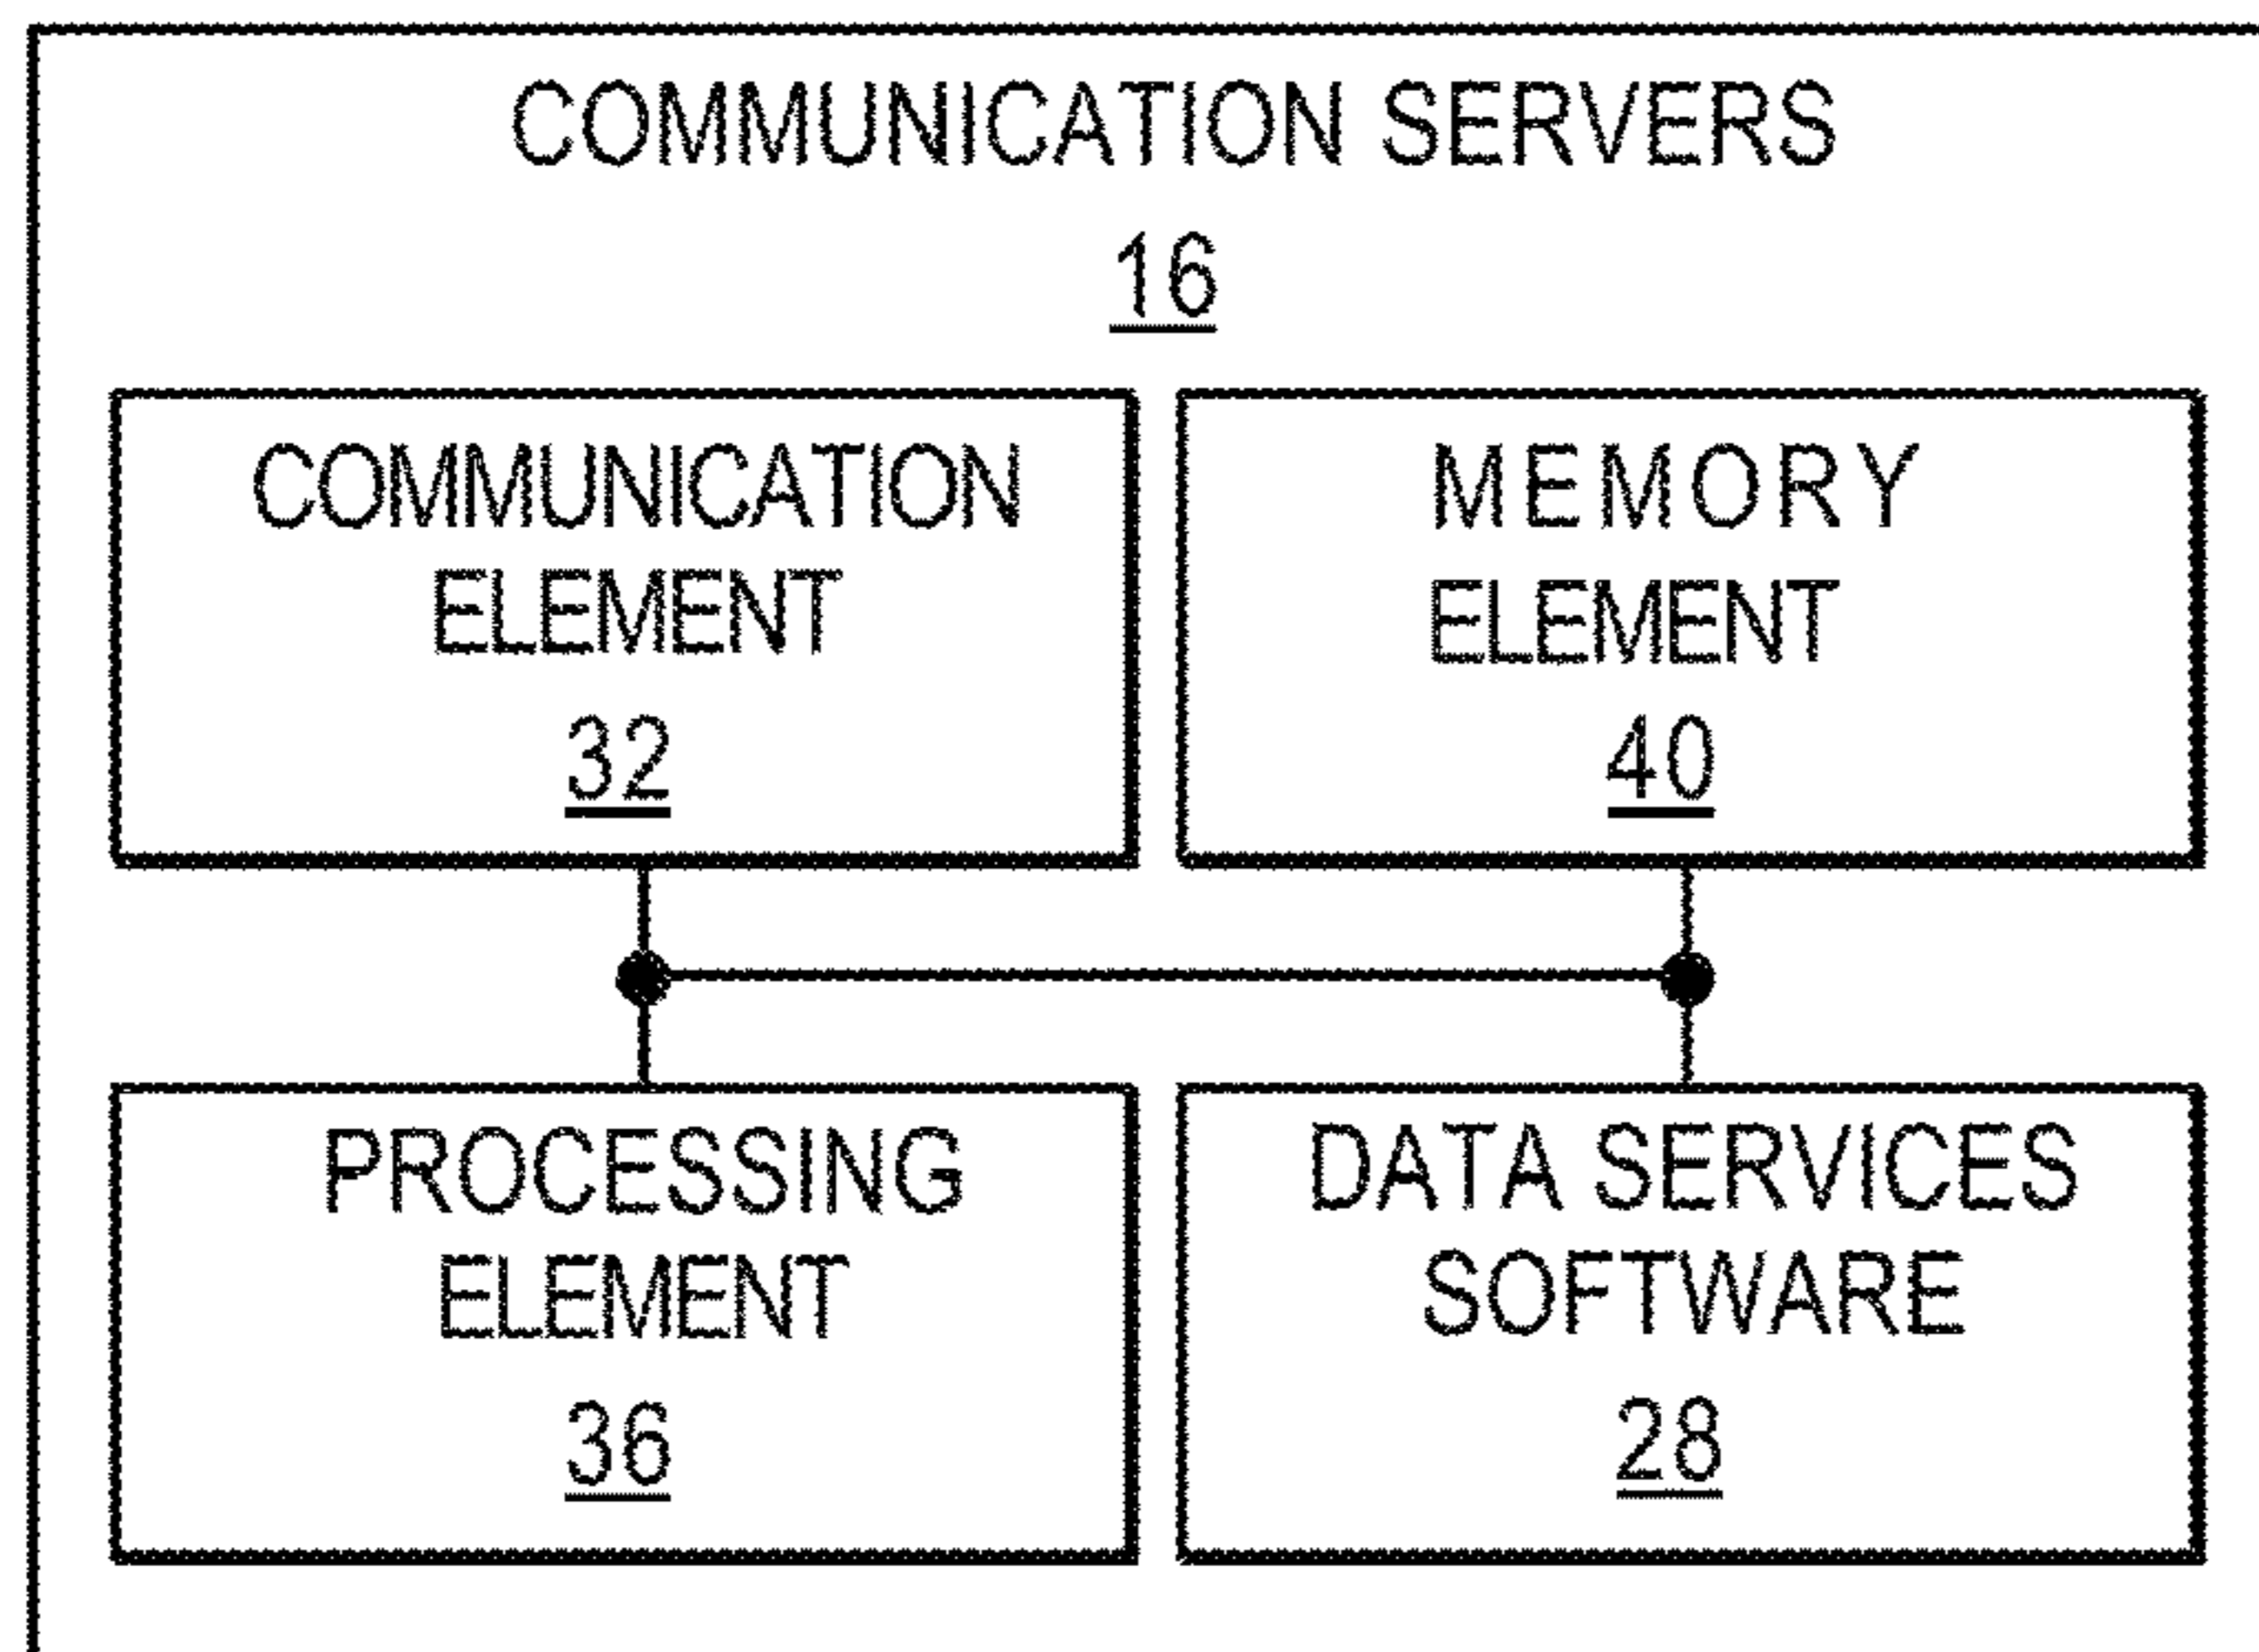 COMMUNICATION SERVERS
16
COMMUNICATION
ELEMENT
32
MEMORY
ELEMENT
40
PROCESSING
ELEMENT
36
DATA SERVICES
SOFTWARE
28